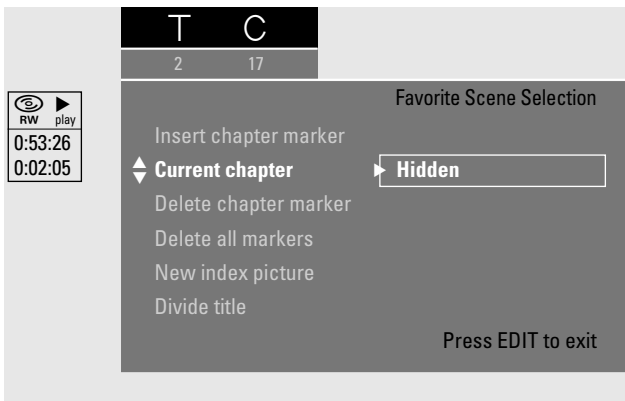 T C
2 17
RW play
0:53:26
0:02:05
Favorite Scene Selection
Insert chapter marker
Current chapter Hidden
Delete chapter marker
Delete all markers
New index picture
Divide title
Press EDIT to exit